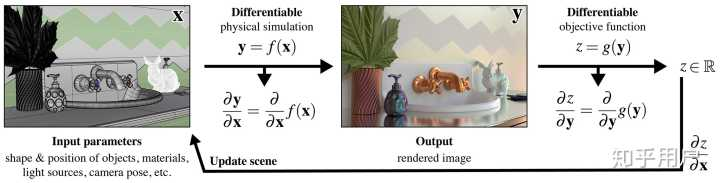 x
Differentiable
physical simulation
y = f(x)
∂y/∂x = ∂/∂x f(x)
Input parameters
shape & position of objects, materials,
light sources, camera pose, etc.
y
Output
rendered image
Differentiable
objective function
z = g(y)
∂z/∂y = ∂/∂y g(y)
z ∈ ℝ
∂z/∂x
Update scene
知乎用户